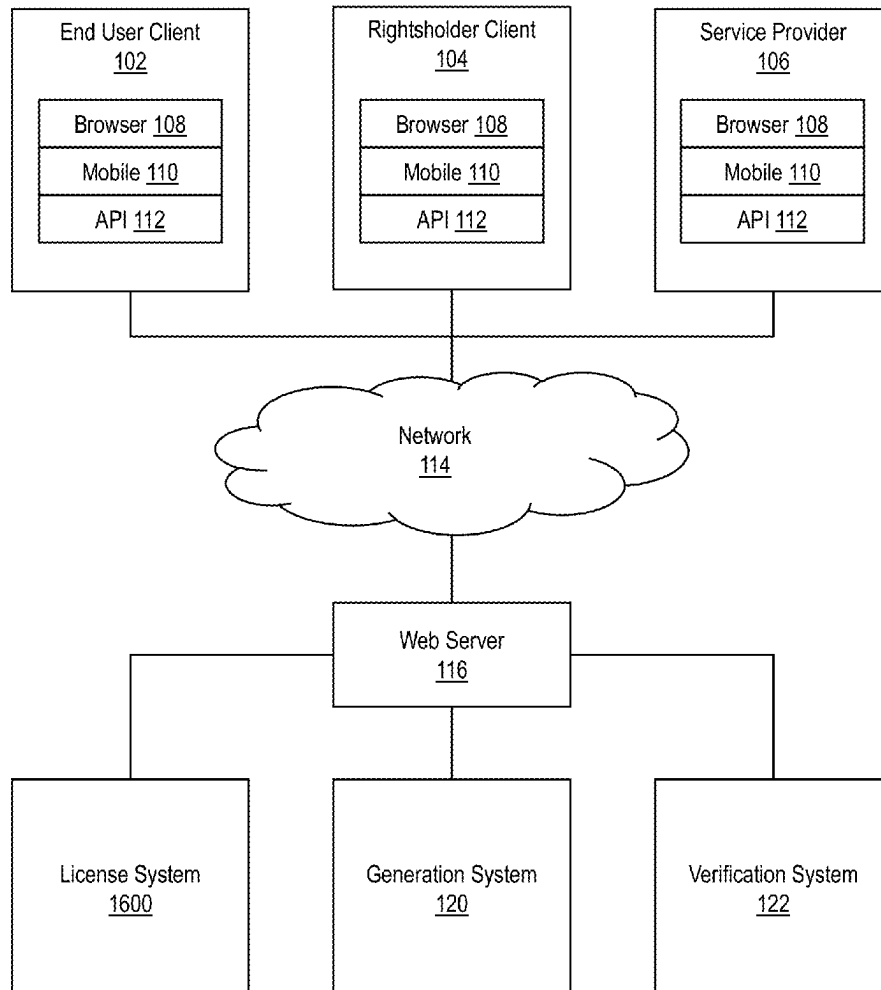 End User Client
102
Browser 108
Mobile 110
API 112
Rightsholder Client
104
Browser 108
Mobile 110
API 112
Service Provider
106
Browser 108
Mobile 110
API 112
Network
114
Web Server
116
License System
1600
Generation System
120
Verification System
122